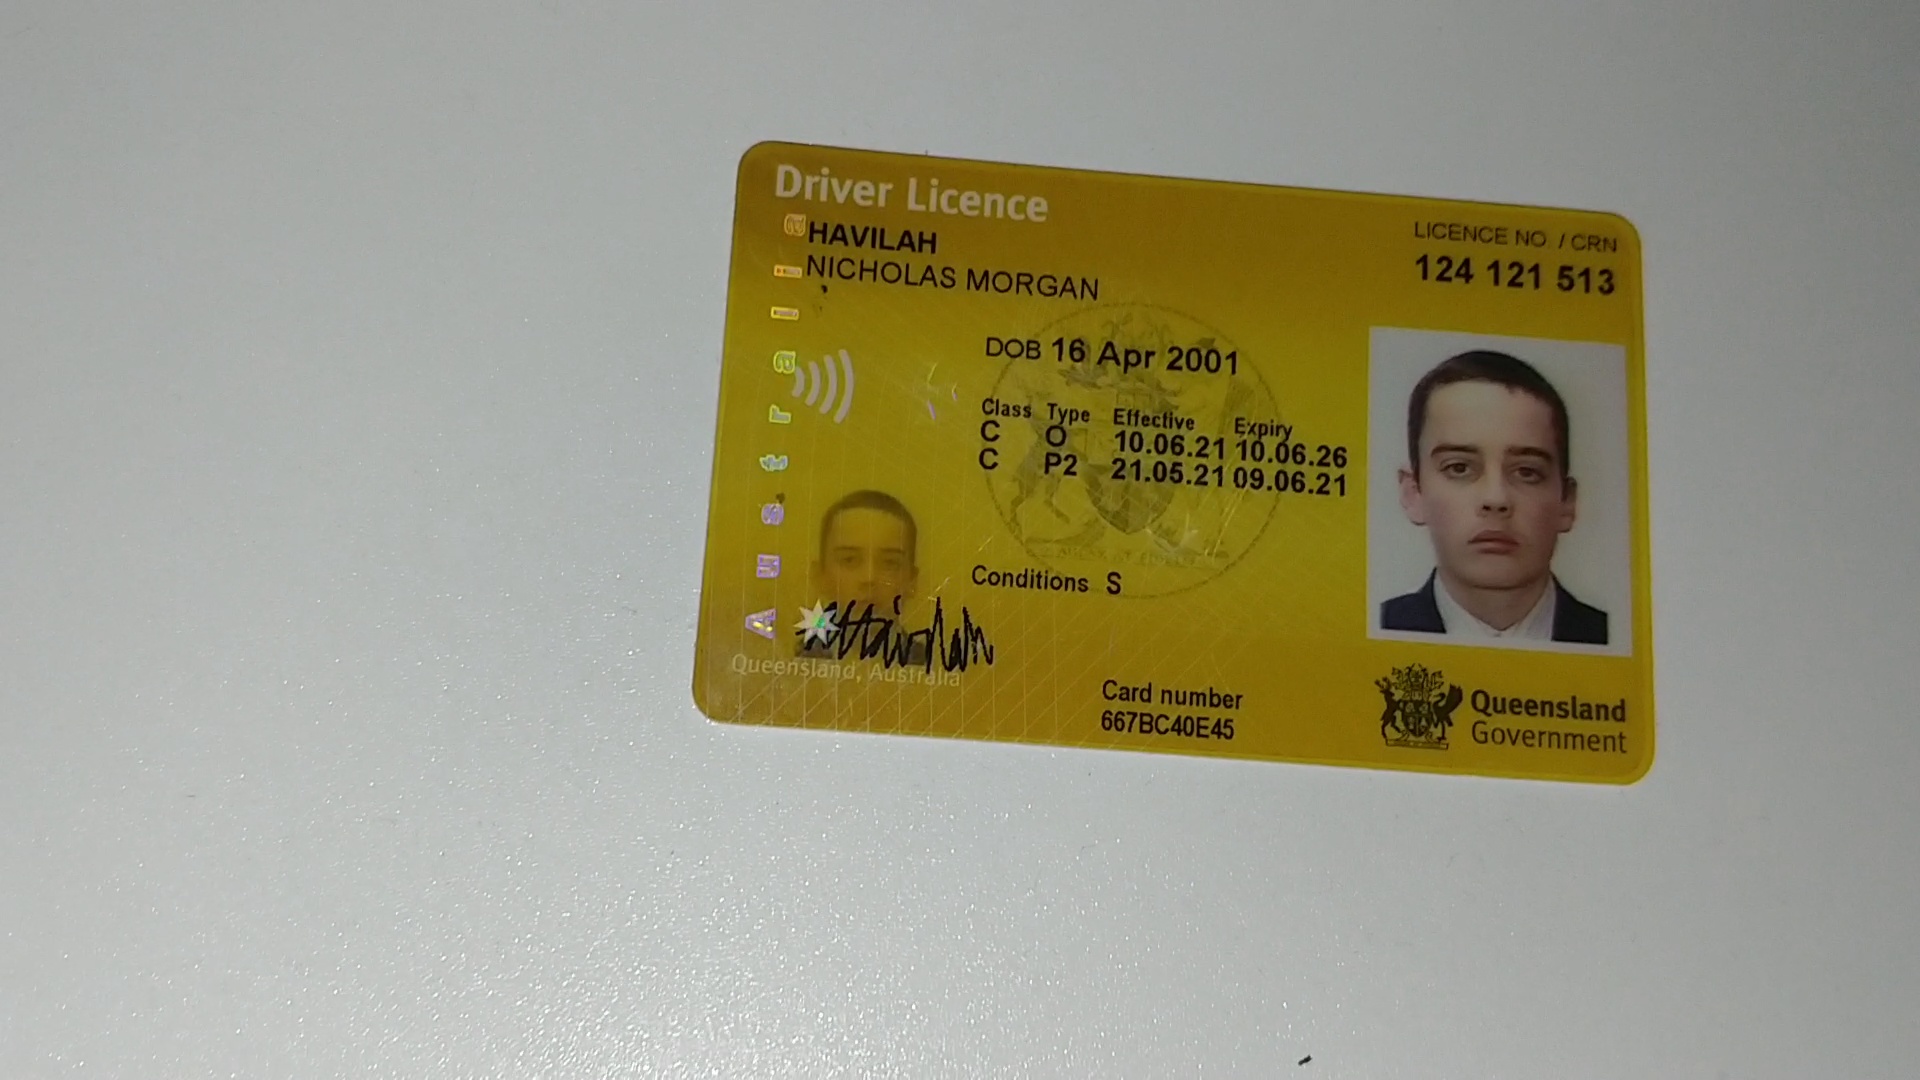 Driver Licence
HAVILAH
NICHOLAS MORGAN
LICENCE NO. / CRN
124 121 513
DOB 16 Apr 2001
Class Type Effective Expiry
C O 10.06.21 10.06.26
C P2 21.05.21 09.06.21
Conditions S
Australia
Queensland, Australia
Card number
667BC40E45
Queensland
Government